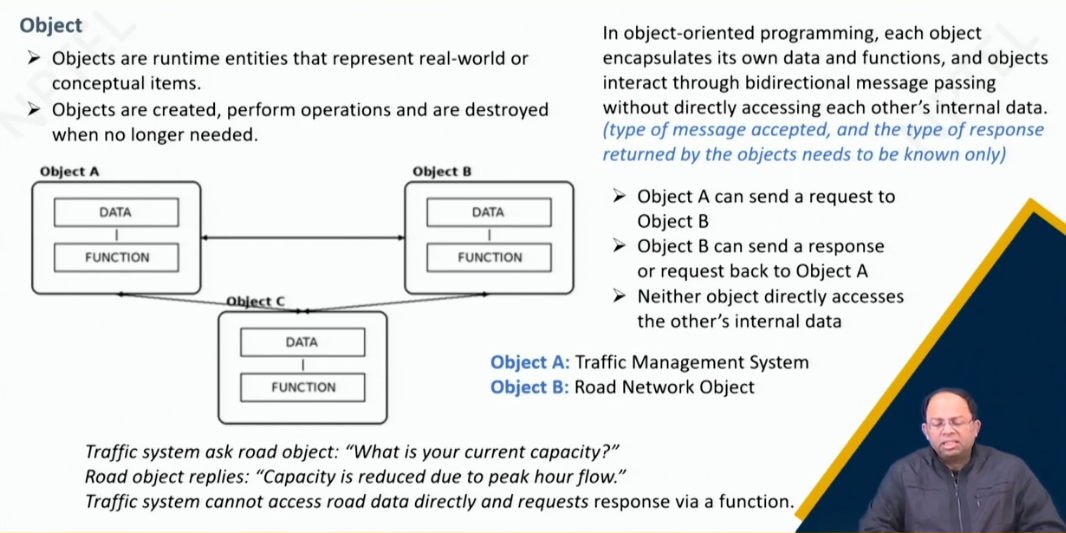 Object
➢ Objects are runtime entities that represent real-world or
conceptual items.
➢ Objects are created, perform operations and are destroyed
when no longer needed.
Object A
DATA
FUNCTION
Object B
DATA
FUNCTION
Object C
DATA
FUNCTION
In object-oriented programming, each object
encapsulates its own data and functions, and objects
interact through bidirectional message passing
without directly accessing each other’s internal data.
(type of message accepted, and the type of response
returned by the objects needs to be known only)
➢ Object A can send a request to
Object B
➢ Object B can send a response
or request back to Object A
➢ Neither object directly accesses
the other’s internal data
Object A: Traffic Management System
Object B: Road Network Object
Traffic system ask road object: “What is your current capacity?”
Road object replies: “Capacity is reduced due to peak hour flow.”
Traffic system cannot access road data directly and requests response via a function.